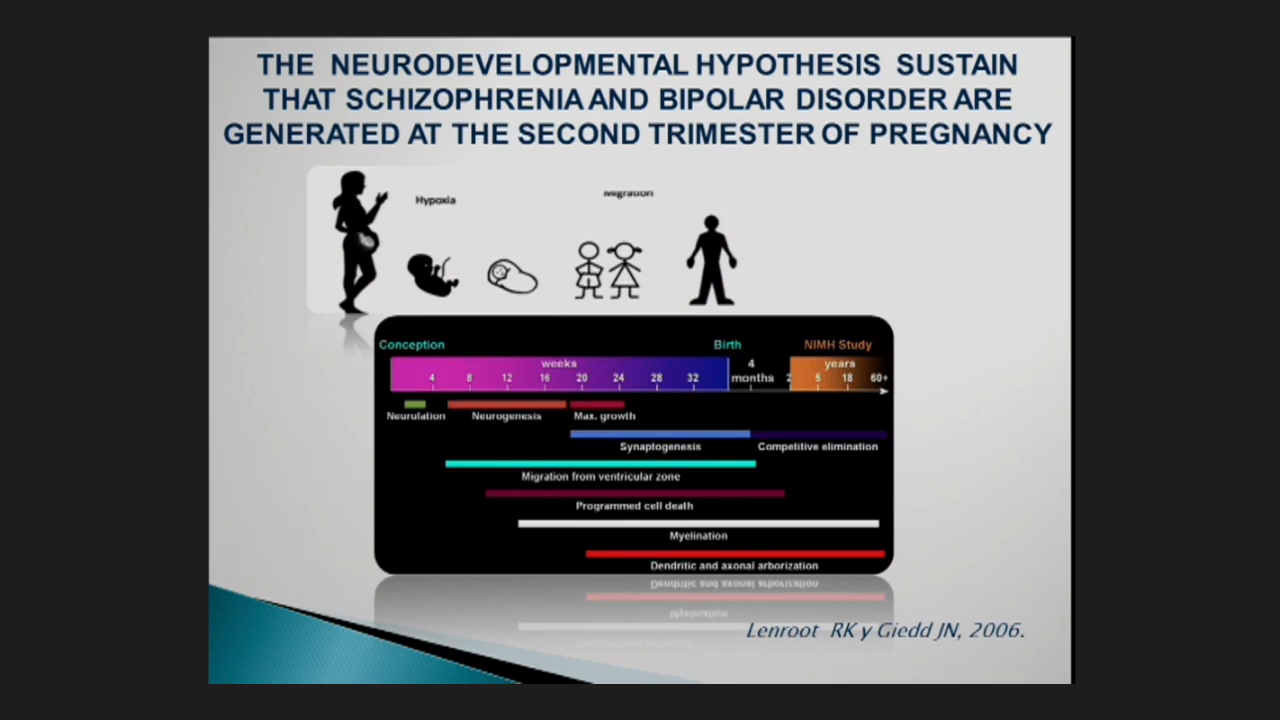 THE NEURODEVELOPMENTAL HYPOTHESIS SUSTAIN
THAT SCHIZOPHRENIA AND BIPOLAR DISORDER ARE
GENERATED AT THE SECOND TRIMESTER OF PREGNANCY
Hypoxia
Migration
Conception
Birth
NIMH Study
weeks
4
years
4 8 12 16 20 24 28 32
months
2 5 18 60+
Neurulation
Neurogenesis
Max. growth
Synaptogenesis
Competitive elimination
Migration from ventricular zone
Programmed cell death
Myelination
Dendritic and axonal arborization
Lenroot RK y Giedd JN, 2006.